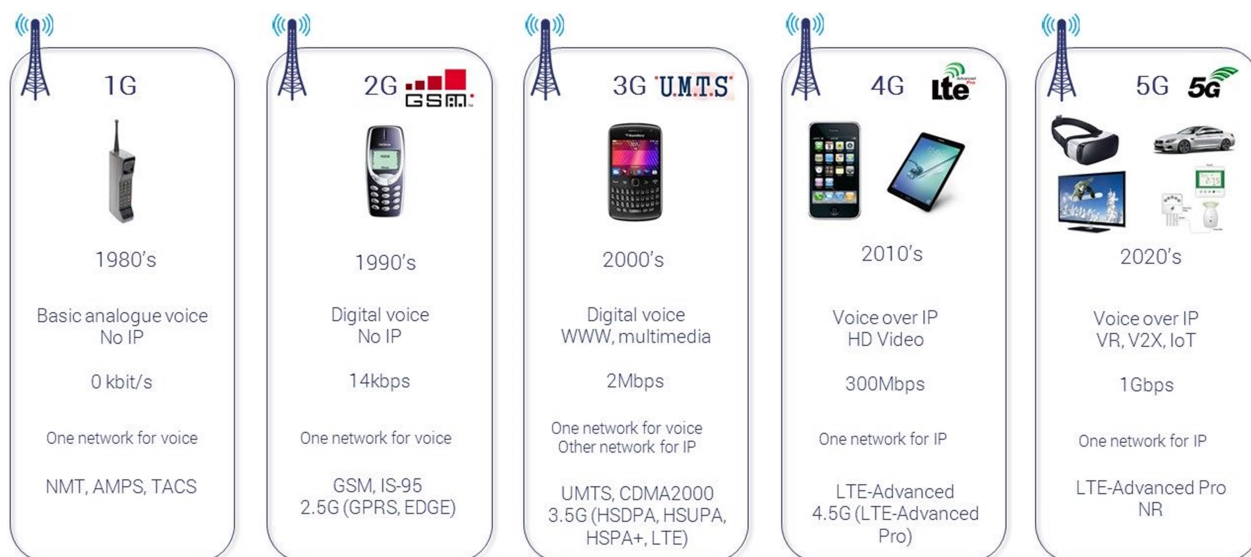 1G
1980's
Basic analogue voice
No IP
0 kbit/s
One network for voice
NMT, AMPS, TACS
2G
GSM
1990's
Digital voice
No IP
14kbps
One network for voice
GSM, IS-95
2.5G (GPRS, EDGE)
3G
U.M.T.S
2000's
Digital voice
WWW, multimedia
2Mbps
One network for voice
Other network for IP
UMTS, CDMA2000
3.5G (HSDPA, HSUPA,
HSPA+, LTE)
4G
Lte
Advanced
Pro
2010's
Voice over IP
HD Video
300Mbps
One network for IP
LTE-Advanced
4.5G (LTE-Advanced
Pro)
5G
5G
2020's
Voice over IP
VR, V2X, IoT
1Gbps
One network for IP
LTE-Advanced Pro
NR